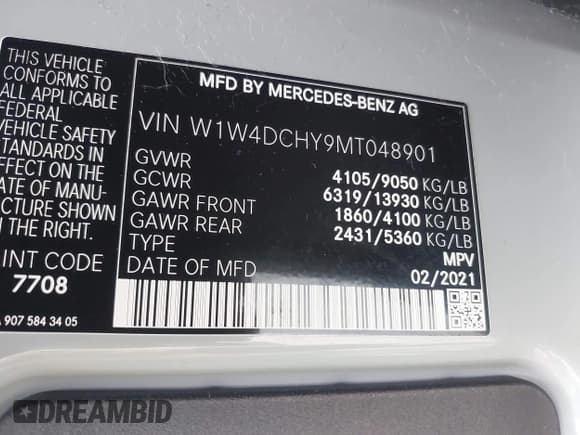 THIS VEHICLE
CONFORMS TO
ALL APPLICABLE
FEDERAL
VEHICLE SAFETY
STANDARDS IN
EFFECT ON THE
DATE OF MANU-
FACTURE SHOWN
IN THE RIGHT.
INT CODE
7708
A 907 584 34 05
MFD BY MERCEDES-BENZ AG
VIN W1W4DCHY9MT048901
GVWR 4105/9050 KG/LB
GCWR 6319/13930 KG/LB
GAWR FRONT 1860/4100 KG/LB
GAWR REAR 2431/5360 KG/LB
TYPE MPV
DATE OF MFD 02/2021
DREAMBID